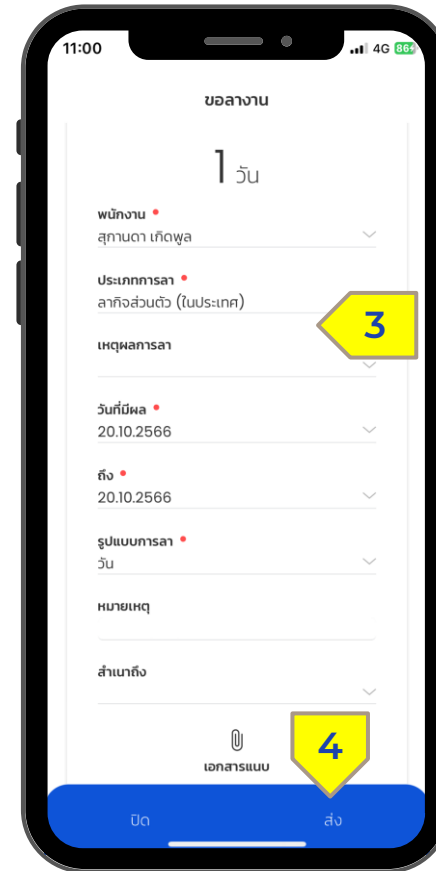 11:00
4G 86
ขอลางาน
1 วัน
พนักงาน
สุกานดา เกิดพูล
ประเภทการลา
ลากิจส่วนตัว (ในประเทศ)
3
เหตุผลการลา
วันที่มีผล
20.10.2566
ถึง
20.10.2566
รูปแบบการลา
วัน
หมายเหตุ
สำเนาถึง
4
เอกสารแนบ
ปิด
ส่ง